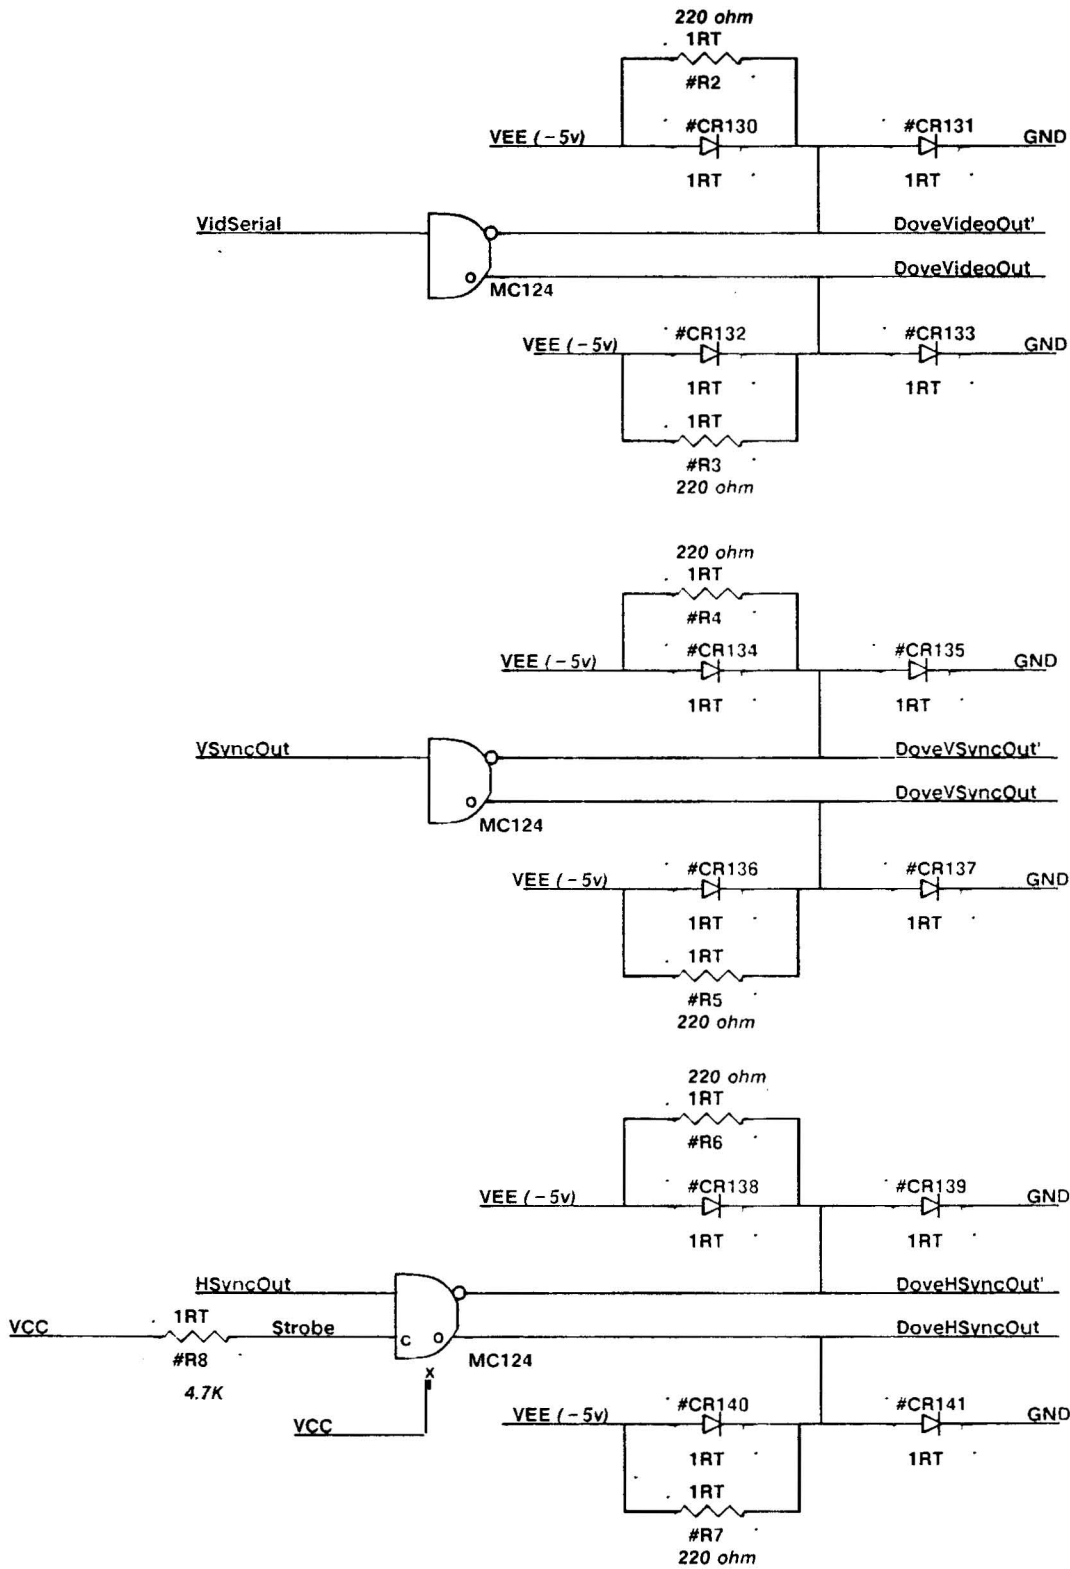 220 ohm
1RT
#R2
VEE (-5v) #CR130 #CR131 GND
1RT 1RT
VidSerial DoveVideoOut'
DoveVideoOut
MC124
VEE (-5v) #CR132 #CR133 GND
1RT 1RT
1RT
#R3
220 ohm
220 ohm
1RT
#R4
VEE (-5v) #CR134 #CR135 GND
1RT 1RT
VSyncOut DoveVSyncOut'
DoveVSyncOut
MC124
VEE (-5v) #CR136 #CR137 GND
1RT 1RT
1RT
#R5
220 ohm
220 ohm
1RT
#R6
VEE (-5v) #CR138 #CR139 GND
1RT 1RT
HSyncOut DoveHSyncOut'
1RT
VCC Strobe C DoveHSyncOut
#R8 MC124
4.7K x
VCC VEE (-5v) #CR140 #CR141 GND
1RT 1RT
1RT
#R7
220 ohm